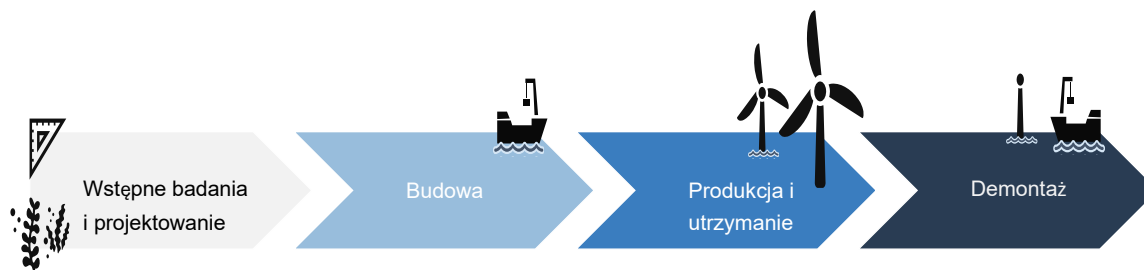 Wstępne badania
i projektowanie
Budowa
Produkcja i
utrzymanie
Demontaż